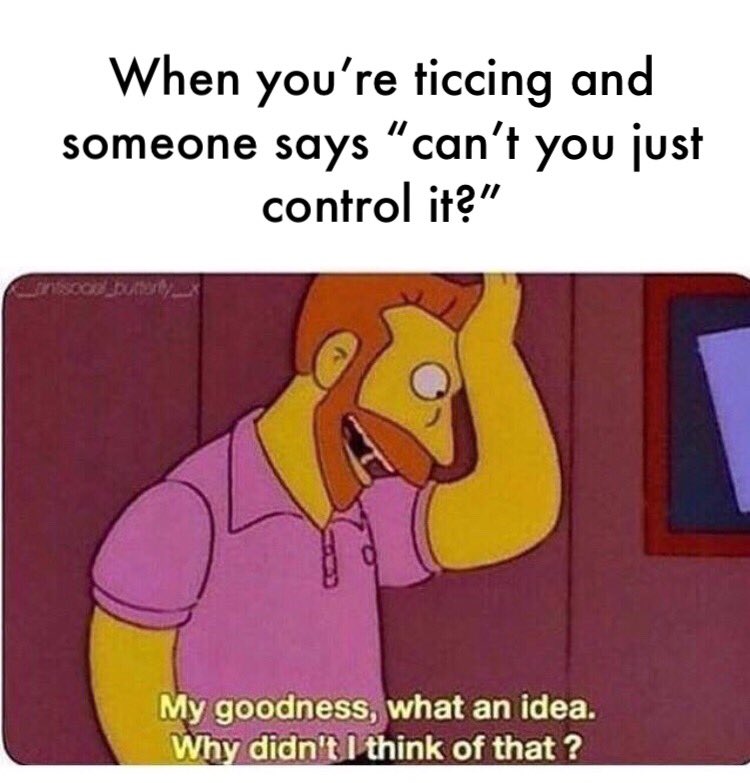 When you’re ticcing and
someone says “can’t you just
control it?”
x__antisocial_butterfly__x
My goodness, what an idea.
Why didn't I think of that ?